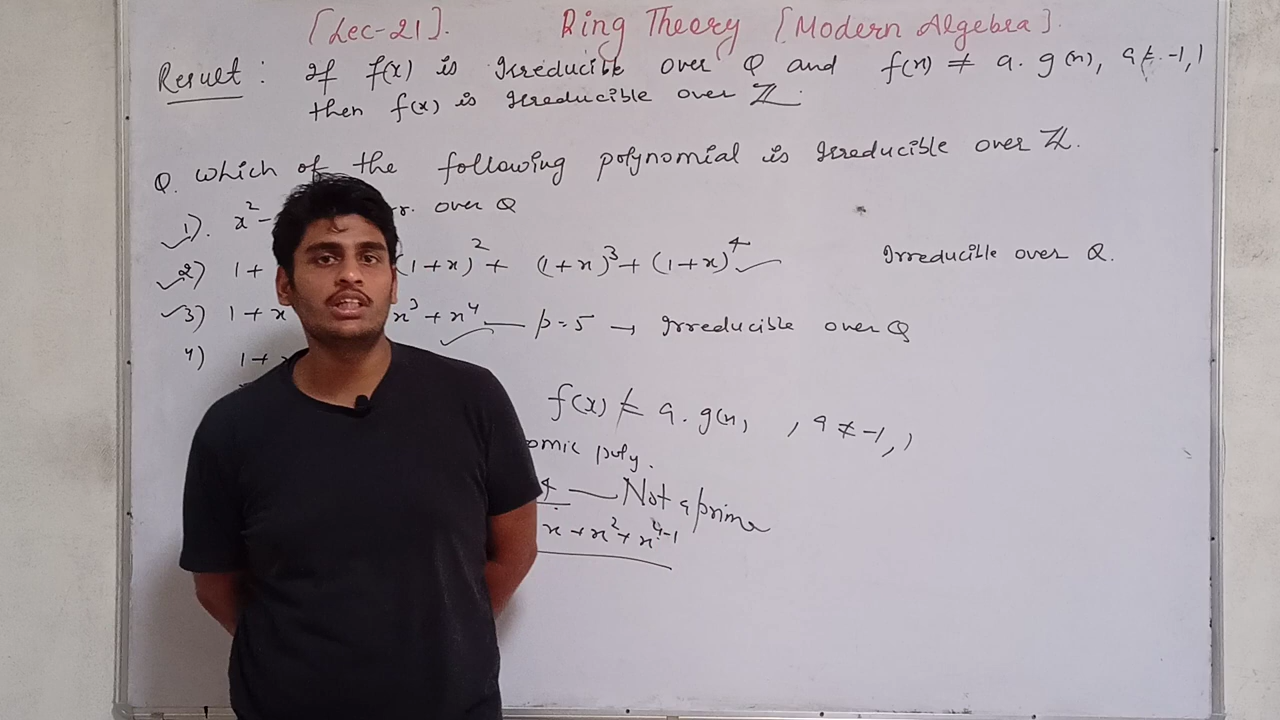 [Lec-21]. Ring Theory [Modern Algebra].
Result: If f(x) is Irreducible over Q and f(x) ≠ a. g(x), a ≠ -1, 1
then f(x) is Irreducible over ℤ.
Q. which of the following polynomial is Irreducible over ℤ.
1). x² - r. over Q
2) 1 + (1+x)² + (1+x)³ + (1+x)⁴ Irreducible over Q.
3) 1 + x x³ + x⁴ — p = 5 → Irreducible over Q
4) 1 + x
f(x) ≠ a. g(x), , a ≠ -1, 1
omic poly.
4 — Not a prime
x + x² + x⁴⁻¹